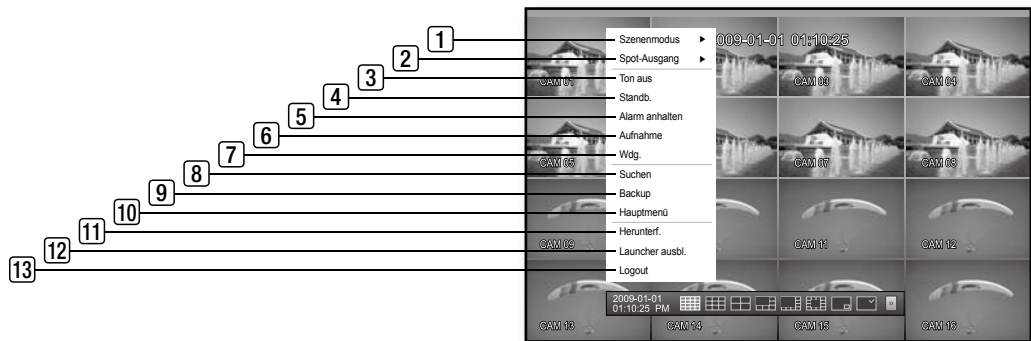 1 Szenenmodus ▶
2009-01-01 01:10:25
2 Spot-Ausgang ▶
3 Ton aus
CAM 01
CAM 03
CAM 04
4 Standb.
5 Alarm anhalten
6 Aufnahme
7 Wdg.
CAM 05
CAM 07
CAM 08
8 Suchen
9 Backup
10 Hauptmenü
11 Herunterf.
CAM 09
CAM 11
CAM 12
12 Launcher ausbl.
13 Logout
2009-01-01
01:10:25 PM
CAM 13
CAM 14
CAM 15
CAM 16